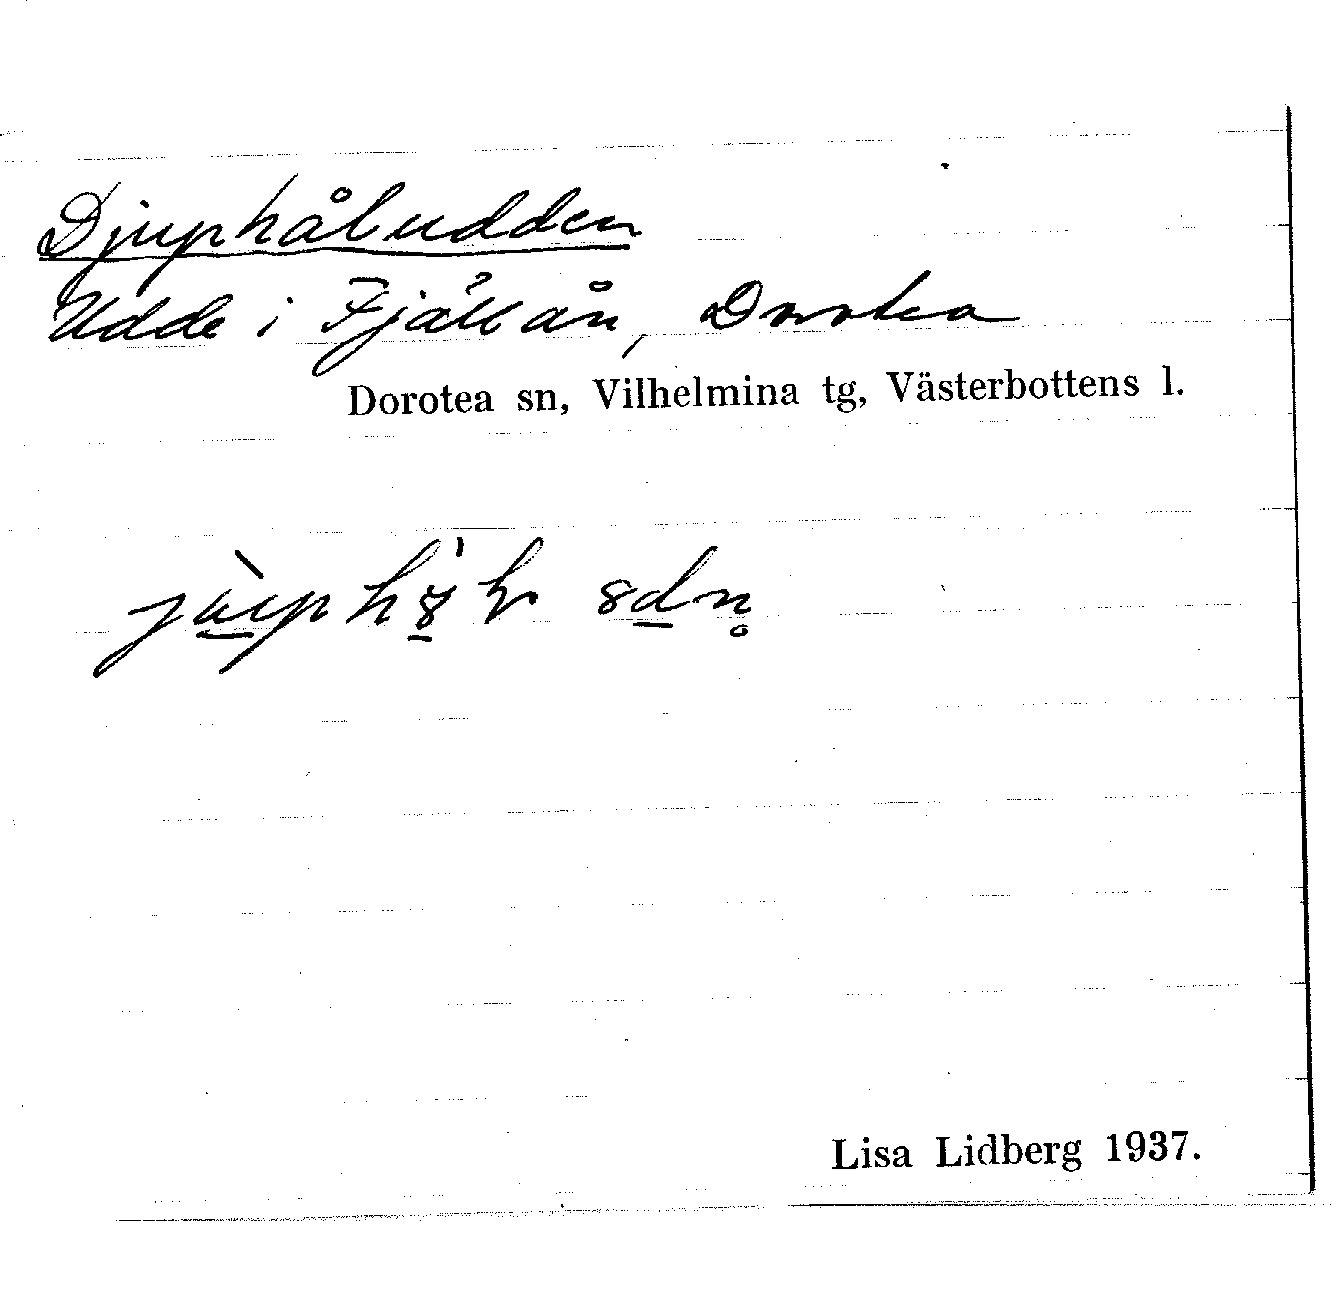 Djuphåludden
Udde i Fjällån, Dorotea
Dorotea sn, Vilhelmina tg, Västerbottens l.
Lisa Lidberg 1937.